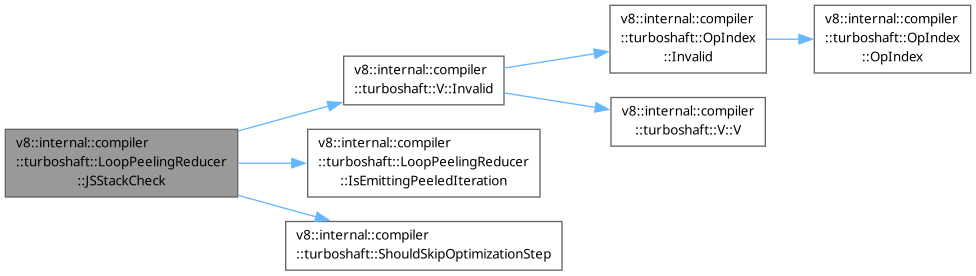 v8::internal::compiler
::turboshaft::LoopPeelingReducer
::JSStackCheck
v8::internal::compiler
::turboshaft::V::Invalid
v8::internal::compiler
::turboshaft::OpIndex
::Invalid
v8::internal::compiler
::turboshaft::OpIndex
::OpIndex
v8::internal::compiler
::turboshaft::V::V
v8::internal::compiler
::turboshaft::LoopPeelingReducer
::IsEmittingPeeledIteration
v8::internal::compiler
::turboshaft::ShouldSkipOptimizationStep